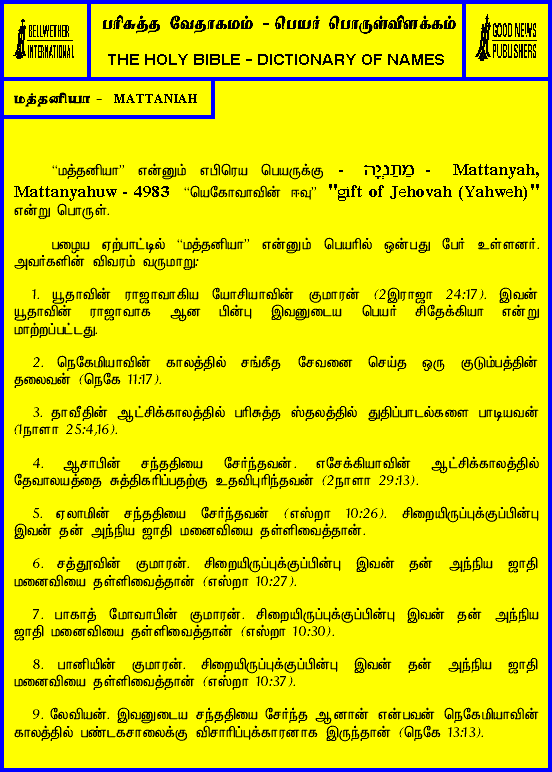 BELLWETHER
INTERNATIONAL
பரிசுத்த வேதாகமம் - பெயர் பொருள்விளக்கம்
THE HOLY BIBLE - DICTIONARY OF NAMES
GOOD NEWS
PUBLISHERS
மத்தனியா - MATTANIAH
“மத்தனியா” என்னும் எபிரெய பெயருக்கு - מַתַּנְיָה - Mattanyah,
Mattanyahuw - 4983 “யெகோவாவின் ஈவு” "gift of Jehovah (Yahweh)"
என்று பொருள்.
பழைய ஏற்பாட்டில் “மத்தனியா” என்னும் பெயரில் ஒன்பது பேர் உள்ளனர்.
அவர்களின் விவரம் வருமாறு:
1. யூதாவின் ராஜாவாகிய யோசியாவின் குமாரன் (2இராஜா 24:17). இவன்
யூதாவின் ராஜாவாக ஆன பின்பு இவனுடைய பெயர் சிதேக்கியா என்று
மாற்றப்பட்டது.
2. நெகேமியாவின் காலத்தில் சங்கீத சேவனை செய்த ஒரு குடும்பத்தின்
தலைவன் (நெகே 11:17).
3. தாவீதின் ஆட்சிக்காலத்தில் பரிசுத்த ஸ்தலத்தில் துதிப்பாடல்களை பாடியவன்
(1நாளா 25:4,16).
4. ஆசாபின் சந்ததியை சேர்ந்தவன். எசேக்கியாவின் ஆட்சிக்காலத்தில்
தேவாலயத்தை சுத்திகரிப்பதற்கு உதவிபுரிந்தவன் (2நாளா 29:13).
5. ஏலாமின் சந்ததியை சேர்ந்தவன் (எஸ்றா 10:26). சிறையிருப்புக்குப்பின்பு
இவன் தன் அந்நிய ஜாதி மனைவியை தள்ளிவைத்தான்.
6. சத்தூவின் குமாரன். சிறையிருப்புக்குப்பின்பு இவன் தன் அந்நிய ஜாதி
மனைவியை தள்ளிவைத்தான் (எஸ்றா 10:27).
7. பாகாத் மோவாபின் குமாரன். சிறையிருப்புக்குப்பின்பு இவன் தன் அந்நிய
ஜாதி மனைவியை தள்ளிவைத்தான் (எஸ்றா 10:30).
8. பானியின் குமாரன். சிறையிருப்புக்குப்பின்பு இவன் தன் அந்நிய ஜாதி
மனைவியை தள்ளிவைத்தான் (எஸ்றா 10:37).
9. லேவியன். இவனுடைய சந்ததியை சேர்ந்த ஆனான் என்பவன் நெகேமியாவின்
காலத்தில் பண்டகசாலைக்கு விசாரிப்புக்காரனாக இருந்தான் (நெகே 13:13).